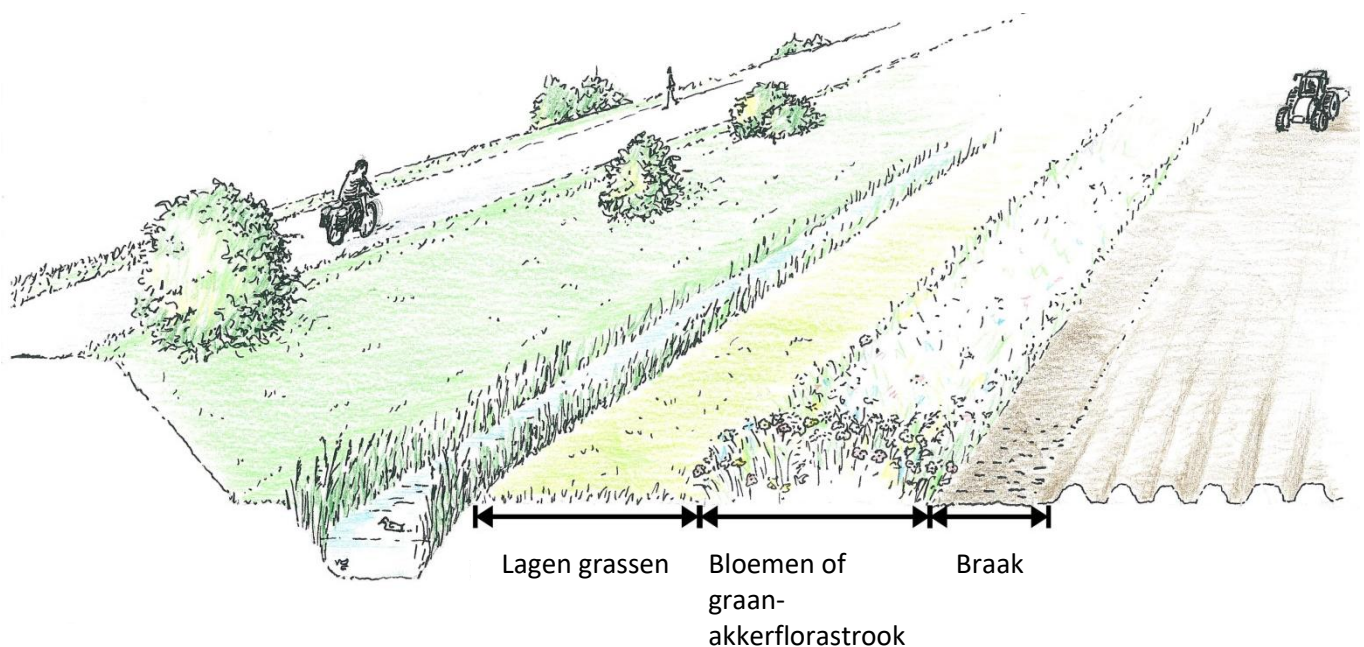 Lagen grassen
Bloemen of
graan-
akkerflorastrook
Braak